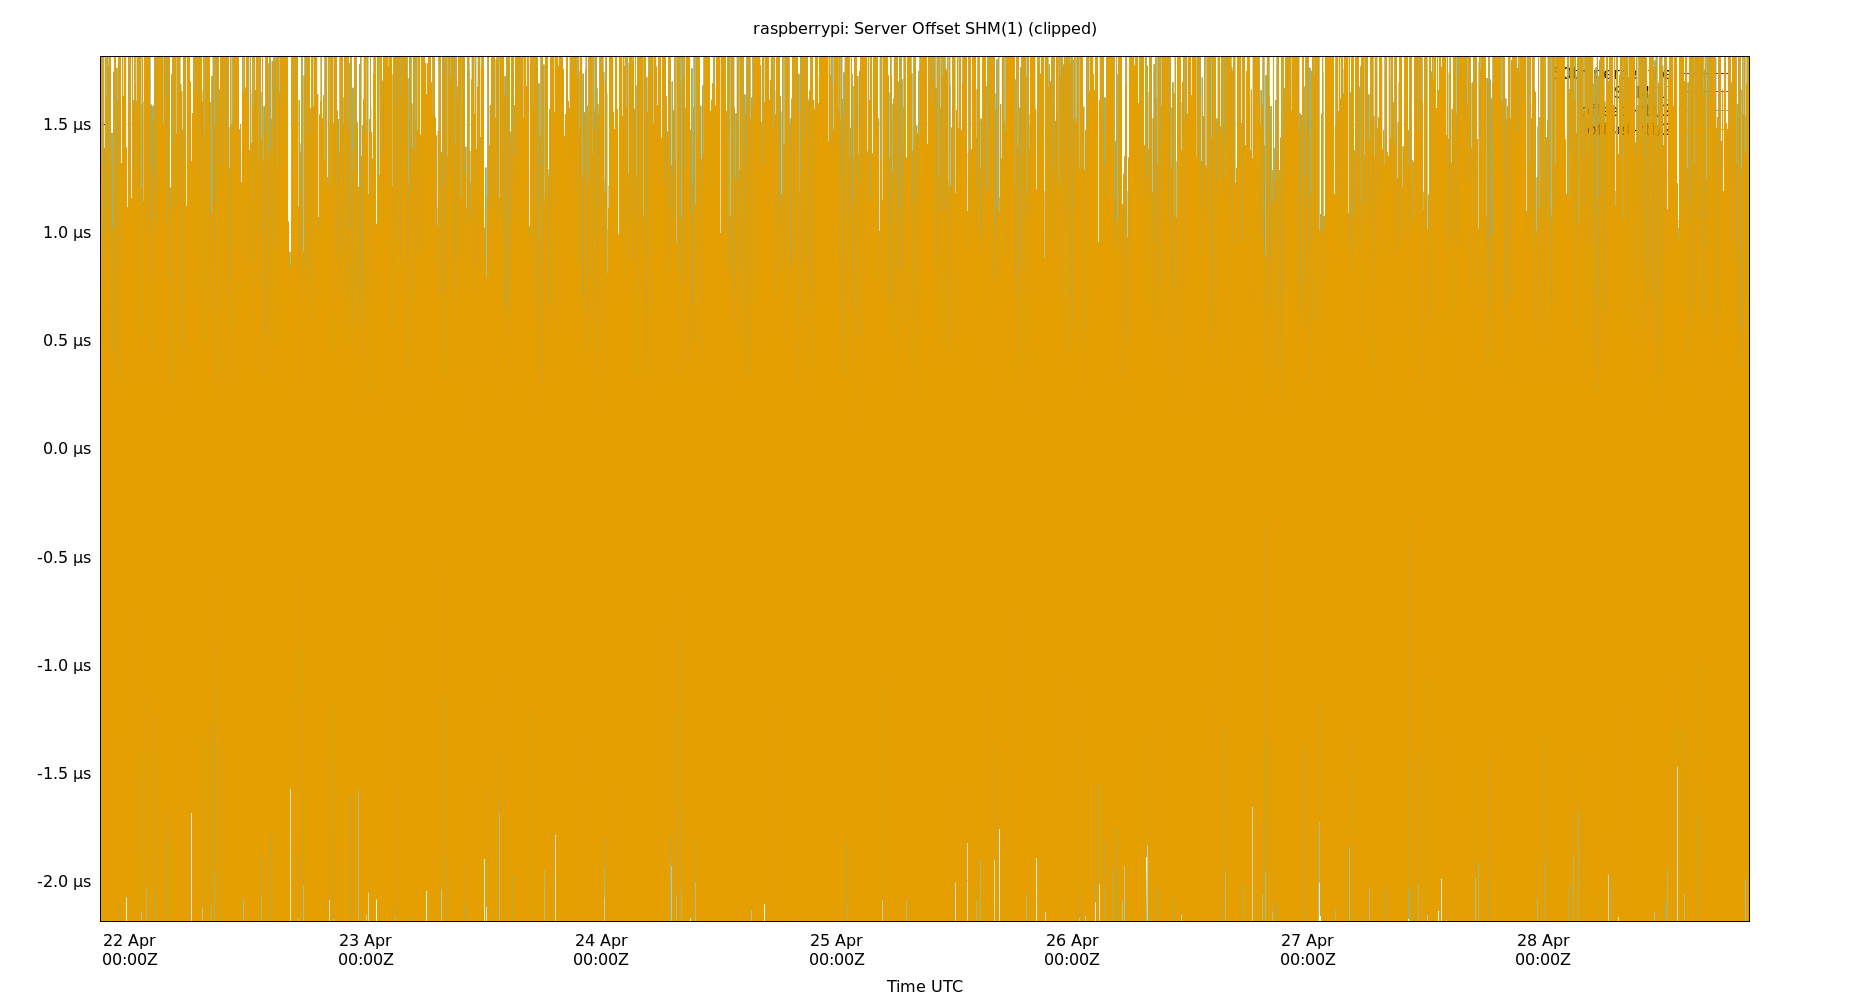 raspberrypi: Server Offset SHM(1) (clipped)
1.5 µs
1.0 µs
0.5 µs
0.0 µs
-0.5 µs
-1.0 µs
-1.5 µs
-2.0 µs
22 Apr 23 Apr 24 Apr 25 Apr 26 Apr 27 Apr 28 Apr
00:00Z 00:00Z 00:00Z 00:00Z 00:00Z 00:00Z 00:00Z
Time UTC